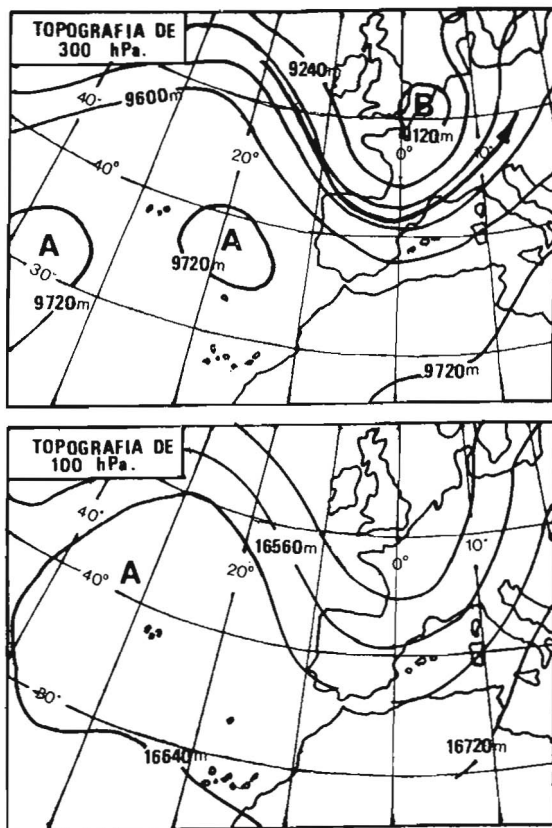 TOPOGRAFIA DE
300 hPa.
9240m
B
9120m
40°
9600m
40°
20°
0°
10°
A
A
30°
9720m
9720m
9720m
TOPOGRAFIA DE
100 hPa.
40°
16560m
10°
0°
A
40°
20°
30°
16640m
16720m